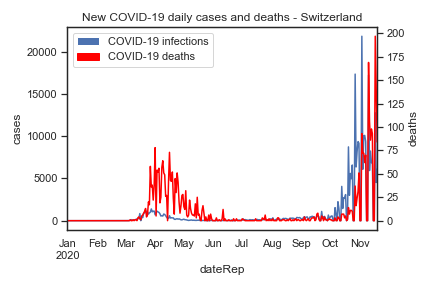 New COVID-19 daily cases and deaths - Switzerland
COVID-19 infections
COVID-19 deaths
cases
20000
15000
10000
5000
0
deaths
200
175
150
125
100
75
50
25
0
Jan Feb Mar Apr May Jun Jul Aug Sep Oct Nov
2020
dateRep